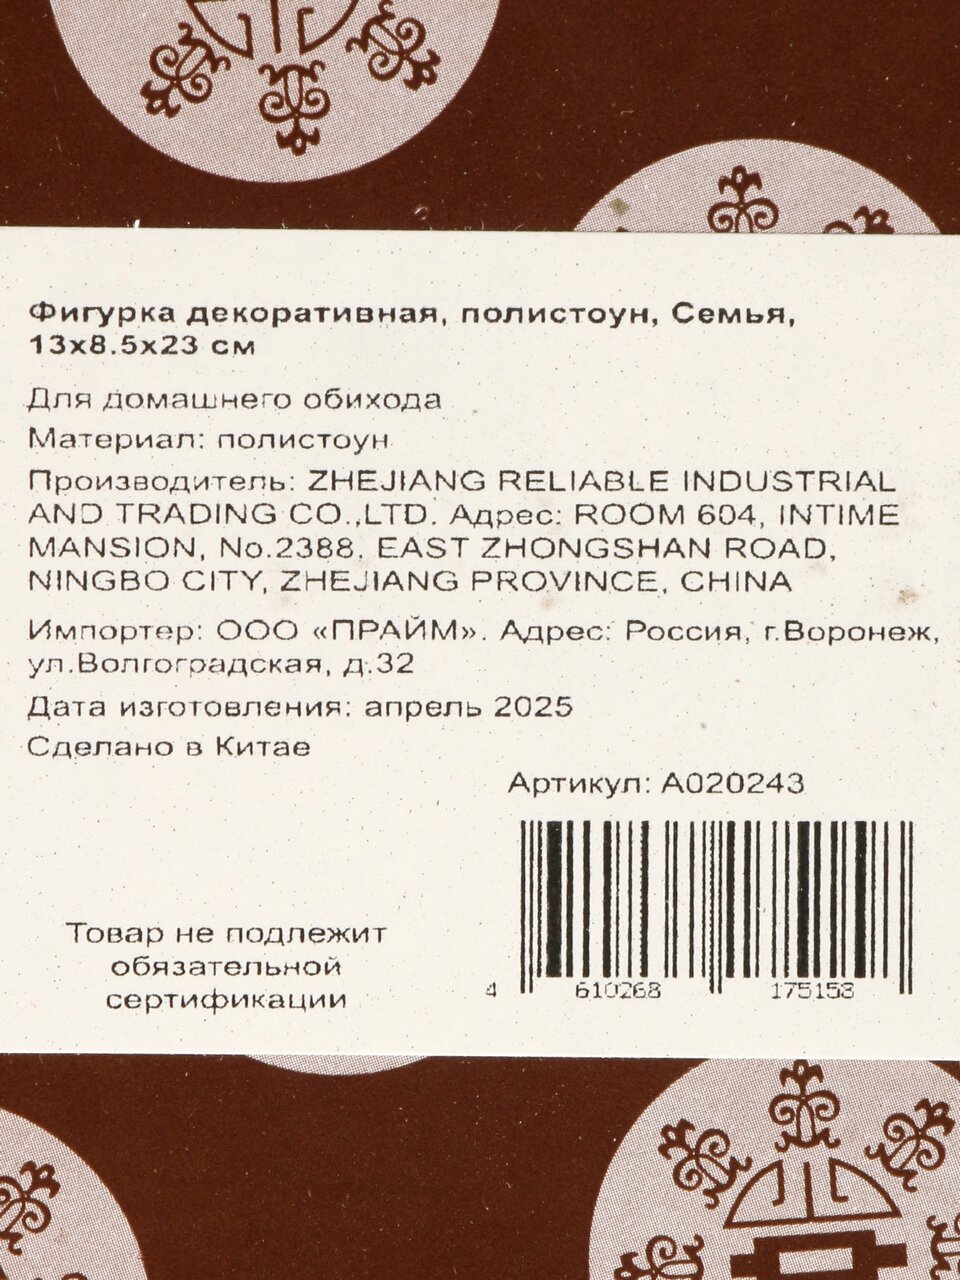 Фигурка декоративная, полистоун, Семья,
13x8.5x23 см
Для домашнего обихода
Материал: полистоун
Производитель: ZHEJIANG RELIABLE INDUSTRIAL
AND TRADING CO.,LTD. Адрес: ROOM 604, INTIME
MANSION, No.2388, EAST ZHONGSHAN ROAD,
NINGBO CITY, ZHEJIANG PROVINCE, CHINA
Импортер: ООО «ПРАЙМ». Адрес: Россия, г.Воронеж,
ул.Волгоградская, д.32
Дата изготовления: апрель 2025
Сделано в Китае
Артикул: A020243
Товар не подлежит
обязательной
сертификации
4 610268 175158